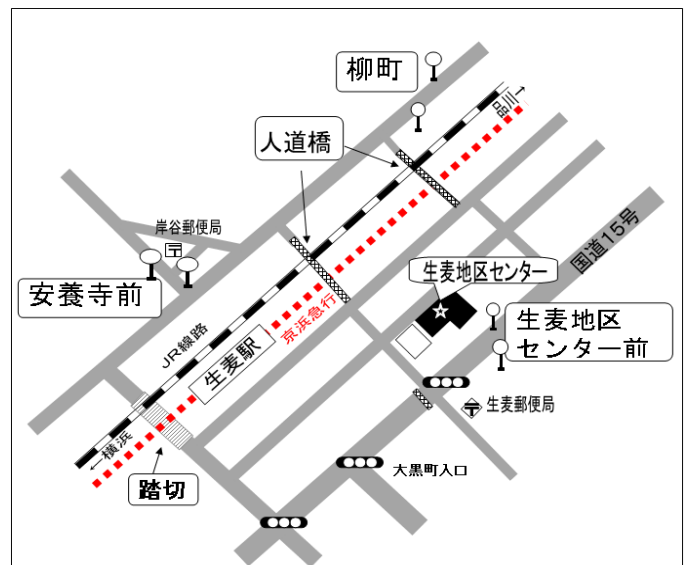 柳町
品川→
人道橋
岸谷郵便局
〒
安養寺前
生麦地区センター
国道15号
生麦地区
センター前
京浜急行
JR線路
生麦駅
生麦郵便局
〒
←横浜
踏切
大黒町入口